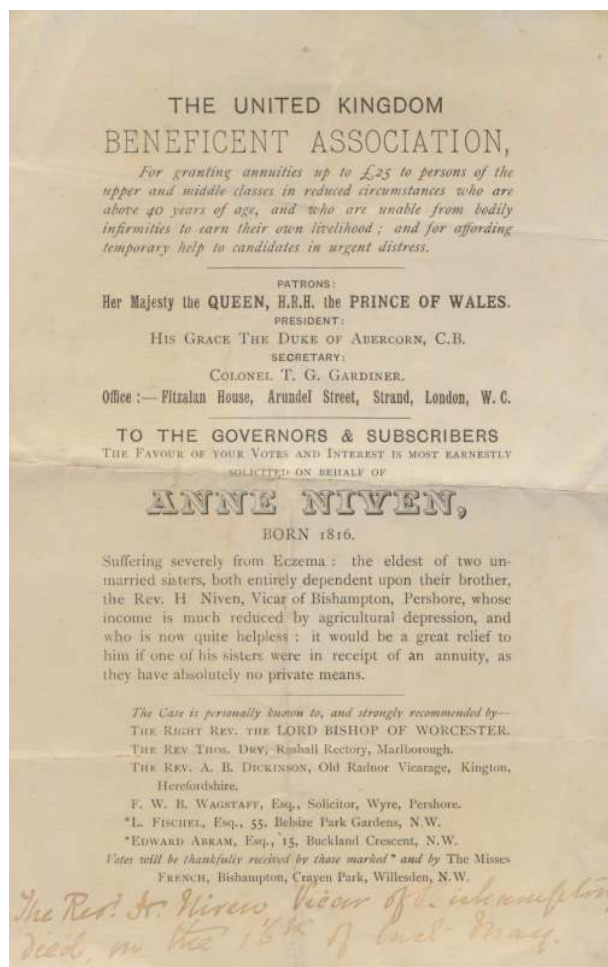 THE UNITED KINGDOM
BENEFICENT ASSOCIATION,
For granting annuities up to £25 to persons of the
upper and middle classes in reduced circumstances who are
above 40 years of age, and who are unable from bodily
infirmities to earn their own livelihood; and for affording
temporary help to candidates in urgent distress.
PATRONS:
Her Majesty the QUEEN, H.R.H. the PRINCE OF WALES.
PRESIDENT:
HIS GRACE THE DUKE OF ABERCORN, C.B.
SECRETARY:
COLONEL T. G. GARDINER.
Office:— Fitzalan House, Arundel Street, Strand, London, W. C.
TO THE GOVERNORS & SUBSCRIBERS
THE FAVOUR OF YOUR VOTES AND INTEREST IS MOST EARNESTLY
SOLICITED ON BEHALF OF
ANNE NIVEN,
BORN 1816.
Suffering severely from Eczema: the eldest of two un-
married sisters, both entirely dependent upon their brother,
the Rev. H Niven, Vicar of Bishampton, Pershore, whose
income is much reduced by agricultural depression, and
who is now quite helpless: it would be a great relief to
him if one of his sisters were in receipt of an annuity, as
they have absolutely no private means.
The Case is personally known to, and strongly recommended by—
THE RIGHT REV. THE LORD BISHOP OF WORCESTER.
THE REV THOS. DRY, Rushall Rectory, Marlborough.
THE REV. A. B. DICKINSON, Old Radnor Vicarage, Kington,
Herefordshire.
F. W. B. WAGSTAFF, Esq., Solicitor, Wyre, Pershore.
*L. FISCHEL, Esq., 55, Belsize Park Gardens, N.W.
*EDWARD ABRAM, Esq., 15, Buckland Crescent, N.W.
Votes will be thankfully received by those marked* and by The Misses
FRENCH, Bishampton, Craven Park, Willesden, N.W.
The Revd. H. Niven, Vicar of Bishampton
died, on the 16th of last May.